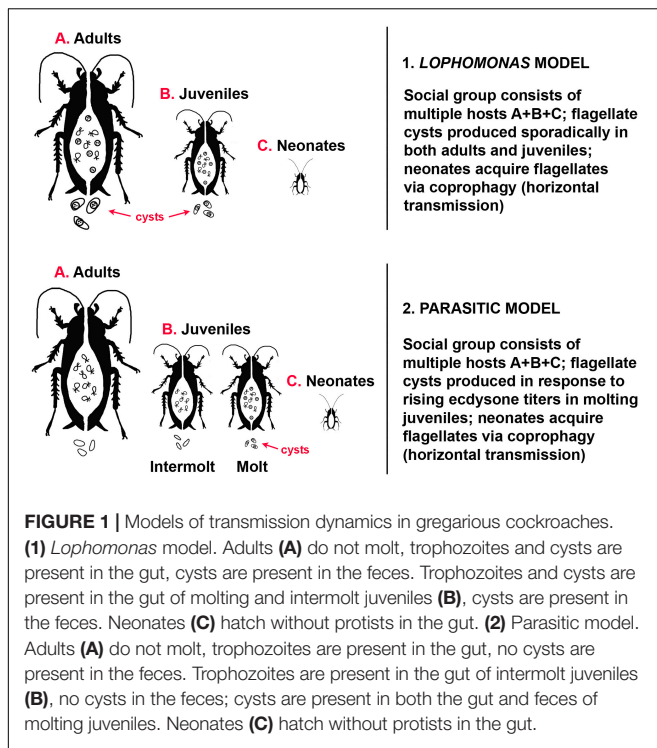 A. Adults
B. Juveniles
C. Neonates
cysts
1. LOPHOMONAS MODEL
Social group consists of
multiple hosts A+B+C; flagellate
cysts produced sporadically in
both adults and juveniles;
neonates acquire flagellates
via coprophagy (horizontal
transmission)
A. Adults
B. Juveniles
C. Neonates
cysts
Intermolt Molt
2. PARASITIC MODEL
Social group consists of
multiple hosts A+B+C; flagellate
cysts produced in response to
rising ecdysone titers in molting
juveniles; neonates acquire
flagellates via coprophagy
(horizontal transmission)
FIGURE 1 | Models of transmission dynamics in gregarious cockroaches.
(1) Lophomonas model. Adults (A) do not molt, trophozoites and cysts are
present in the gut, cysts are present in the feces. Trophozoites and cysts are
present in the gut of molting and intermolt juveniles (B), cysts are present in
the feces. Neonates (C) hatch without protists in the gut. (2) Parasitic model.
Adults (A) do not molt, trophozoites are present in the gut, no cysts are
present in the feces. Trophozoites are present in the gut of intermolt juveniles
(B), no cysts in the feces; cysts are present in both the gut and feces of
molting juveniles. Neonates (C) hatch without protists in the gut.